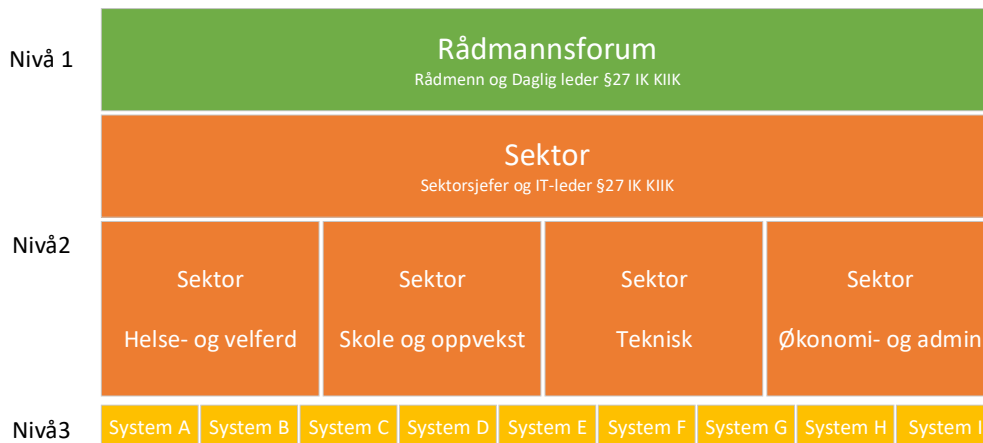 Nivå 1
Rådmannsforum
Rådmenn og Daglig leder §27 IK KIIK
Sektor
Sektorsjefer og IT-leder §27 IK KIIK
Nivå2
Sektor
Helse- og velferd
Sektor
Skole og oppvekst
Sektor
Teknisk
Sektor
Økonomi- og admin
Nivå3
System A
System B
System C
System D
System E
System F
System G
System H
System I